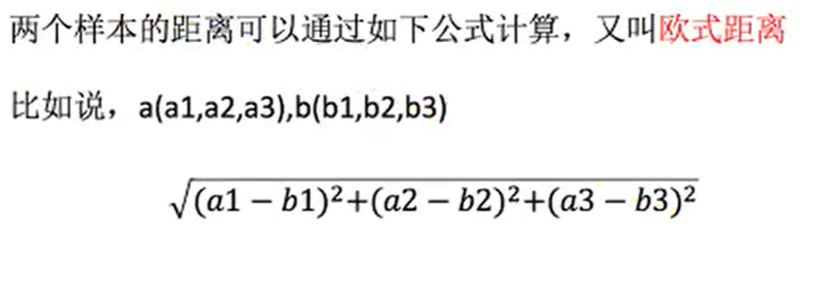 两个样本的距离可以通过如下公式计算，又叫欧式距离
比如说，a(a1,a2,a3),b(b1,b2,b3)
√(a1 − b1)²+(a2 − b2)²+(a3 − b3)²